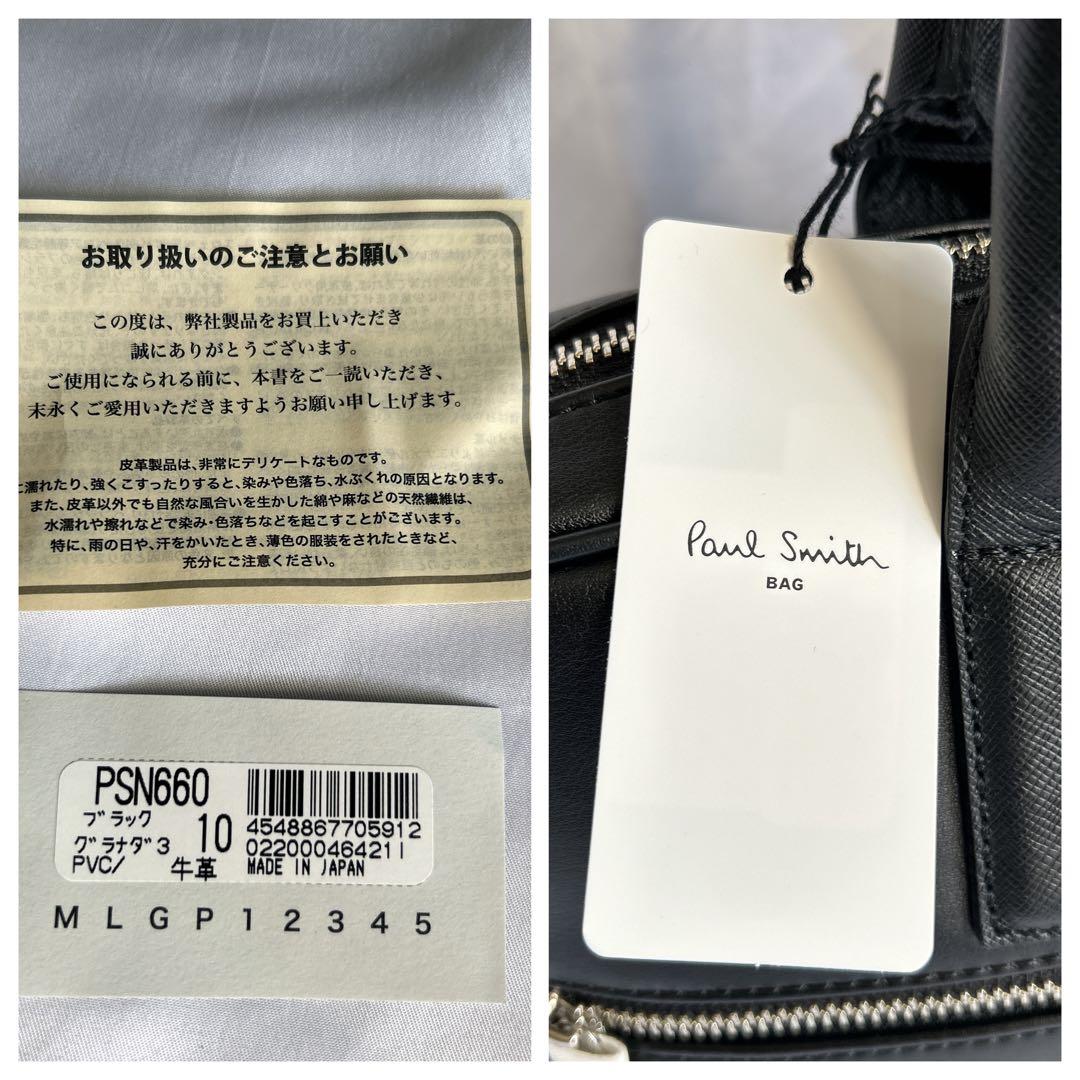 お取り扱いのご注意とお願い
この度は、弊社製品をお買上いただき
誠にありがとうございます。
ご使用になられる前に、本書をご一読いただき、
末永くご愛用いただきますようお願い申し上げます。
皮革製品は、非常にデリケートなものです。
に濡れたり、強くこすったりすると、染みや色落ち、水ぶくれの原因となります。
また、皮革以外でも自然な風合いを生かした綿や麻などの天然繊維は、
水濡れや擦れなどで染み・色落ちなどを起こすことがございます。
特に、雨の日や、汗をかいたとき、薄色の服装をされたときなど、
充分にご注意ください。
PSN660
ブラック 10
グラナダ3
PVC/ 牛革
4548867705912
022000464211
MADE IN JAPAN
M L G P 1 2 3 4 5
Paul Smith
BAG